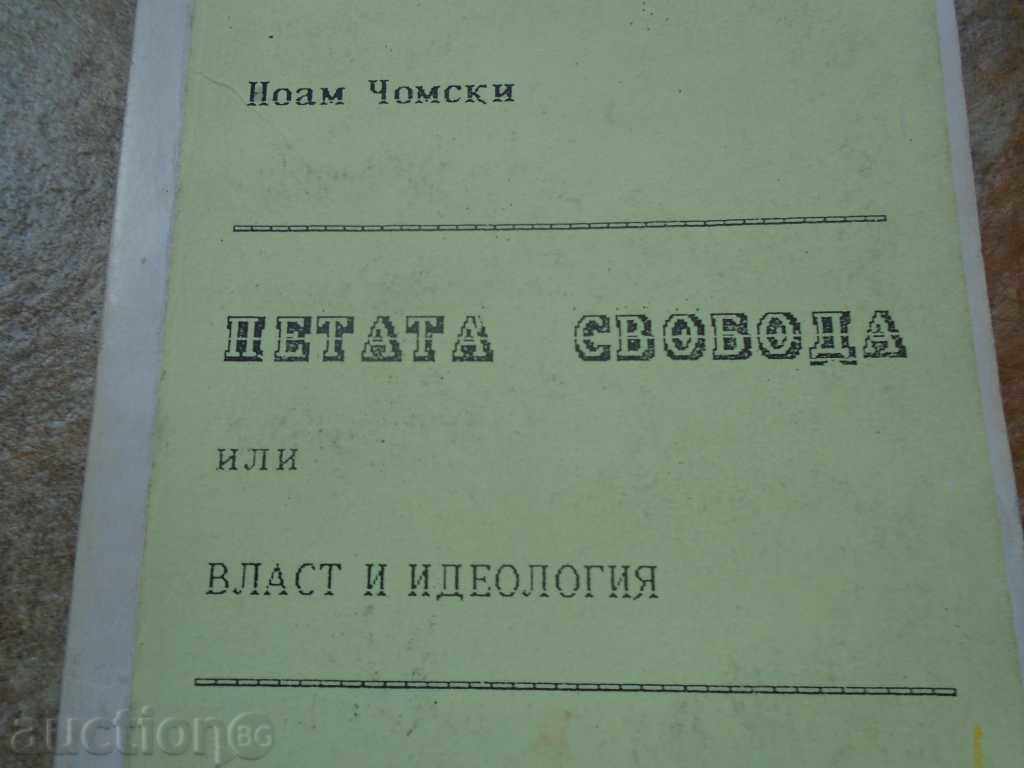 Ноам Чомски
ПЕТАТА СВОБОДА
или
ВЛАСТ И ИДЕОЛОГИЯ
auction BG